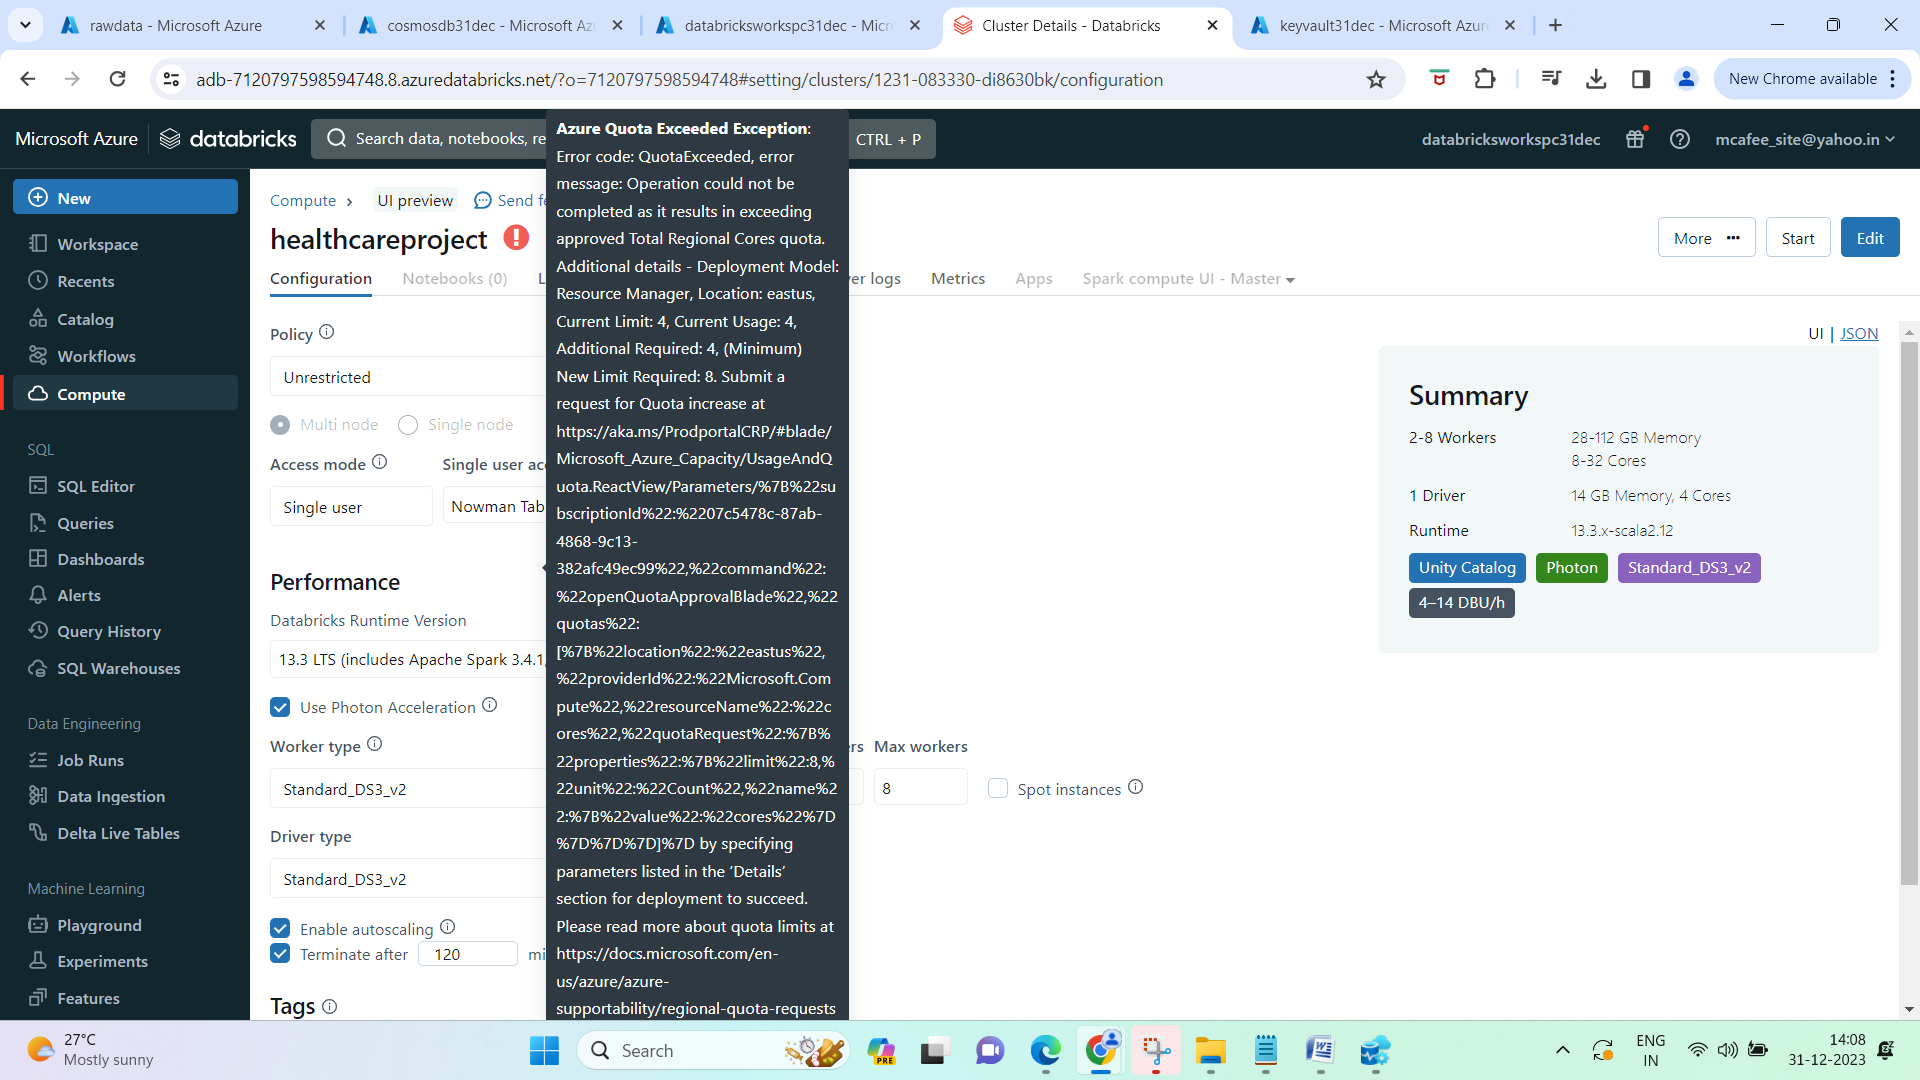 rawdata - Microsoft Azure
cosmosdb31dec - Microsoft Az
databricksworkspc31dec - Micro
Cluster Details - Databricks
keyvault31dec - Microsoft Azure
adb-7120797598594748.8.azuredatabricks.net/?o=7120797598594748#setting/clusters/1231-083330-di8630bk/configuration
New Chrome available
Microsoft Azure
databricks
Search data, notebooks, re
CTRL + P
databricksworkspc31dec
mcafee_site@yahoo.in
New
Workspace
Recents
Catalog
Workflows
Compute
SQL
SQL Editor
Queries
Dashboards
Alerts
Query History
SQL Warehouses
Data Engineering
Job Runs
Data Ingestion
Delta Live Tables
Machine Learning
Playground
Experiments
Features
Compute
UI preview
Send fe
healthcareproject
More
Start
Edit
Configuration
Notebooks (0)
L
ver logs
Metrics
Apps
Spark compute UI - Master
Policy
Unrestricted
Multi node
Single node
Access mode
Single user acc
Single user
Nowman Tab
Performance
Databricks Runtime Version
13.3 LTS (includes Apache Spark 3.4.1,
Use Photon Acceleration
Worker type
ers
Max workers
Standard_DS3_v2
8
Spot instances
Driver type
Standard_DS3_v2
Enable autoscaling
Terminate after
120
mi
Tags
Azure Quota Exceeded Exception:
Error code: QuotaExceeded, error
message: Operation could not be
completed as it results in exceeding
approved Total Regional Cores quota.
Additional details - Deployment Model:
Resource Manager, Location: eastus,
Current Limit: 4, Current Usage: 4,
Additional Required: 4, (Minimum)
New Limit Required: 8. Submit a
request for Quota increase at
https://aka.ms/ProdportalCRP/#blade/
Microsoft_Azure_Capacity/UsageAndQ
uota.ReactView/Parameters/%7B%22su
bscriptionId%22:%2207c5478c-87ab-
4868-9c13-
382afc49ec99%22,%22command%22:
%22openQuotaApprovalBlade%22,%22
quotas%22:
[%7B%22location%22:%22eastus%22,
%22providerId%22:%22Microsoft.Com
pute%22,%22resourceName%22:%22c
ores%22,%22quotaRequest%22:%7B%
22properties%22:%7B%22limit%22:8,%
22unit%22:%22Count%22,%22name%2
2:%7B%22value%22:%22cores%22%7D
%7D%7D%7D]%7D by specifying
parameters listed in the ‘Details’
section for deployment to succeed.
Please read more about quota limits at
https://docs.microsoft.com/en-
us/azure/azure-
supportability/regional-quota-requests
UI | JSON
Summary
2-8 Workers
28-112 GB Memory
8-32 Cores
1 Driver
14 GB Memory, 4 Cores
Runtime
13.3.x-scala2.12
Unity Catalog
Photon
Standard_DS3_v2
4–14 DBU/h
27°C
Mostly sunny
Search
PRE
ENG
IN
14:08
31-12-2023